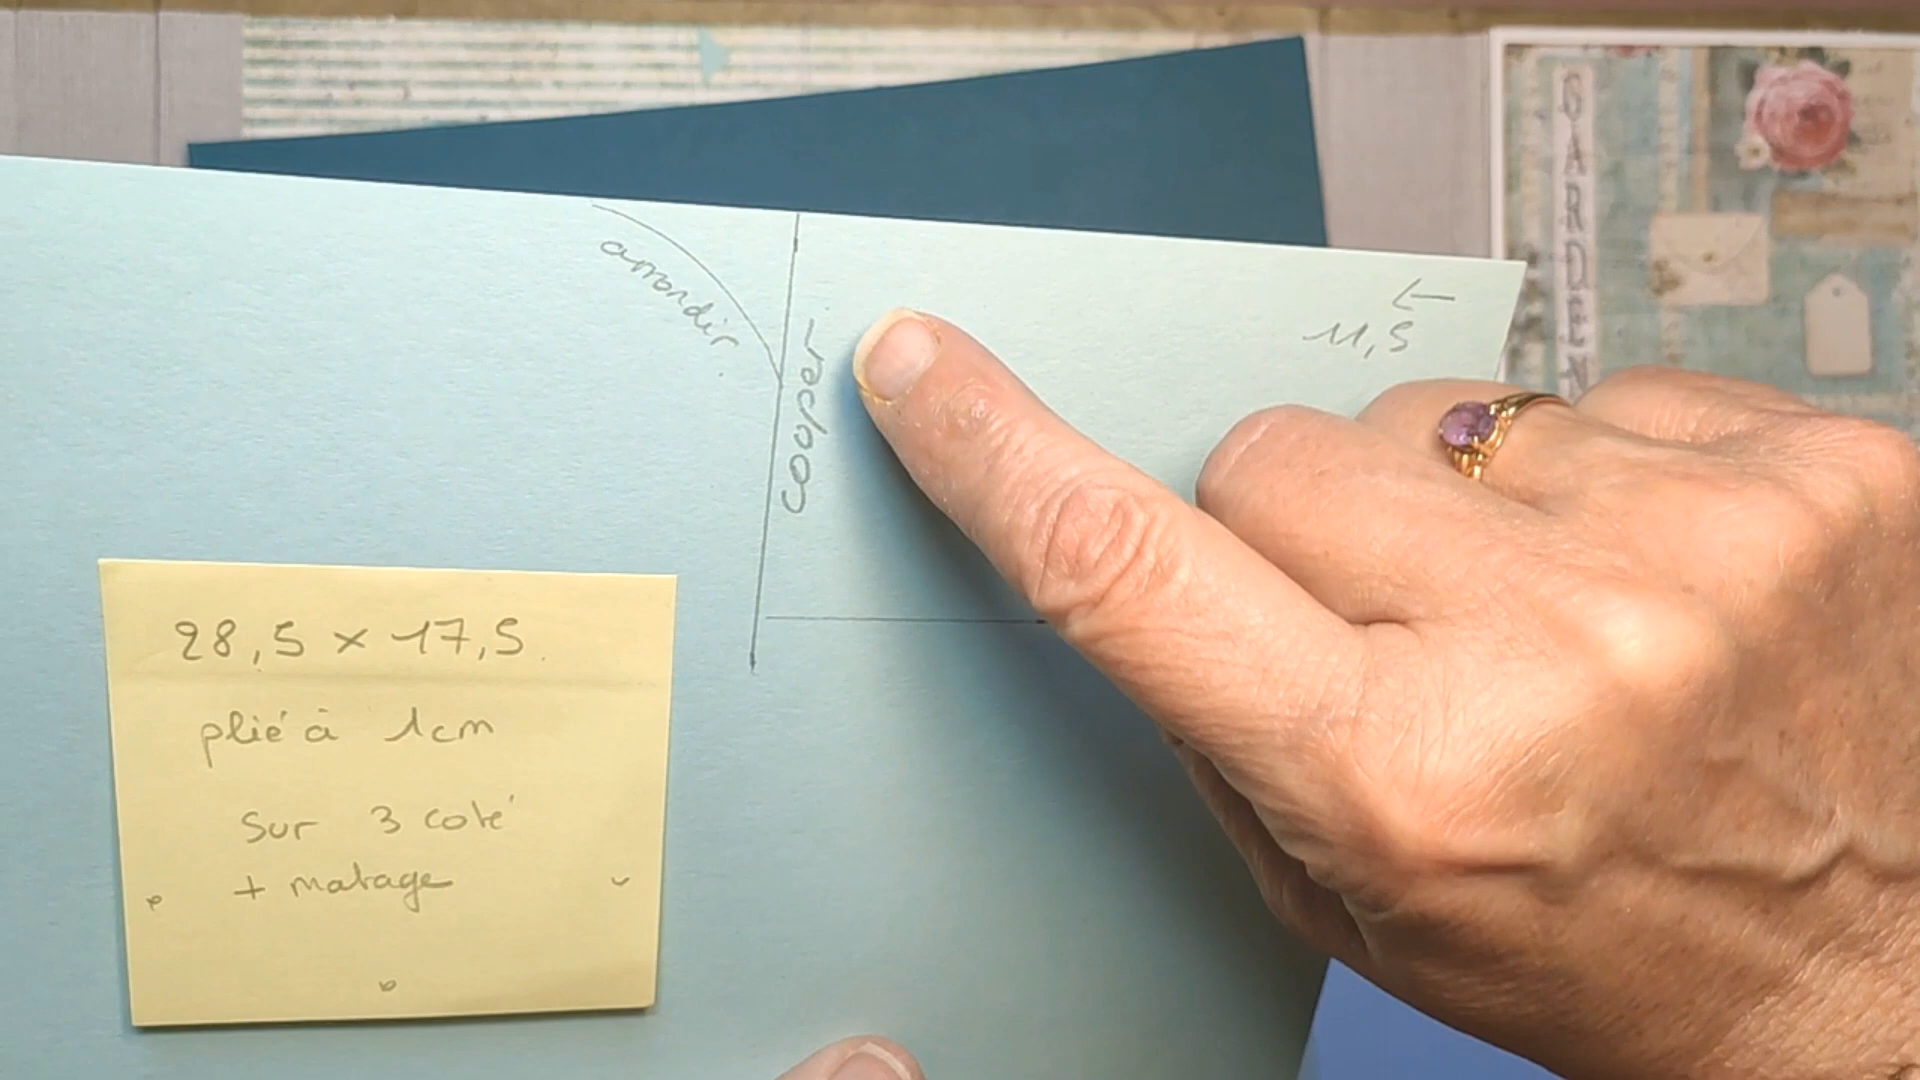 arrondir
couper
←
11,5
GARDEN
28,5 x 17,5
plié à 1cm
sur 3 coté
+ matage